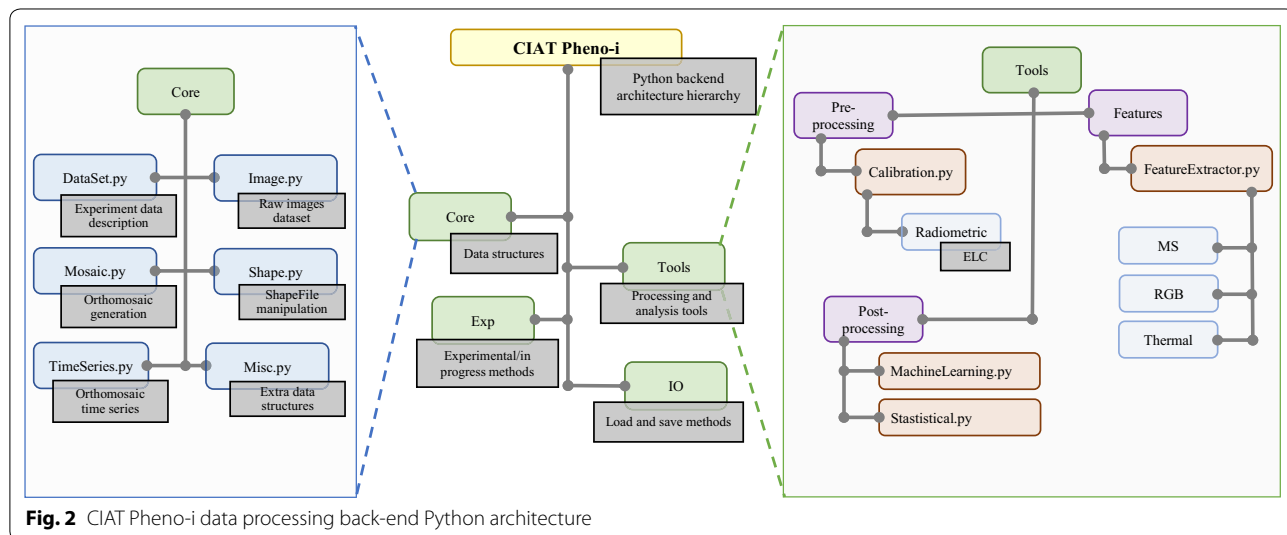 Core
DataSet.py
Experiment data
description
Image.py
Raw images
dataset
Mosaic.py
Orthomosaic
generation
Shape.py
ShapeFile
manipulation
TimeSeries.py
Orthomosaic
time series
Misc.py
Extra data
structures
CIAT Pheno-i
Python backend
architecture hierarchy
Core
Data structures
Tools
Processing and
analysis tools
Exp
Experimental/in
progress methods
IO
Load and save methods
Tools
Pre-
processing
Features
Calibration.py
FeatureExtractor.py
Radiometric
ELC
MS
RGB
Thermal
Post-
processing
MachineLearning.py
Stastistical.py
Fig. 2 CIAT Pheno-i data processing back-end Python architecture